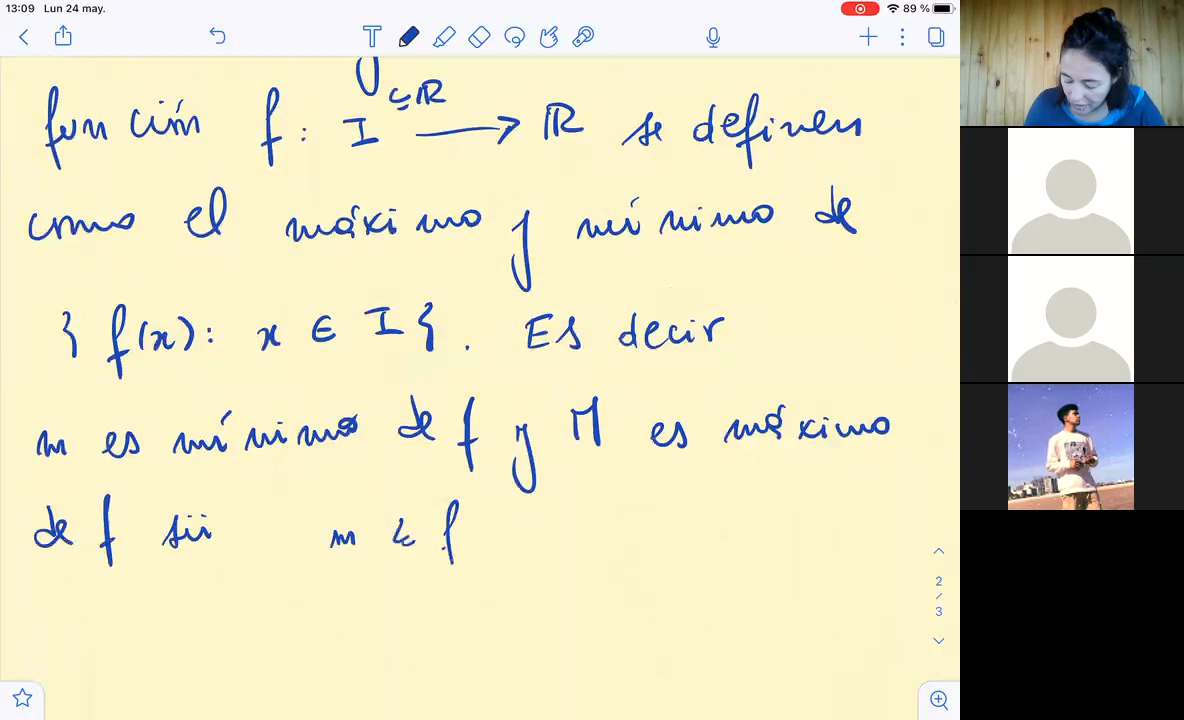 13:09 Lun 24 may.
89 %
función f: I ⊆ ℝ → ℝ se definen
como el máximo y mínimo de
{ f(x): x ∈ I }. Es decir
m es mínimo de f y M es máximo
de f sii m ≤ f
2
/
3